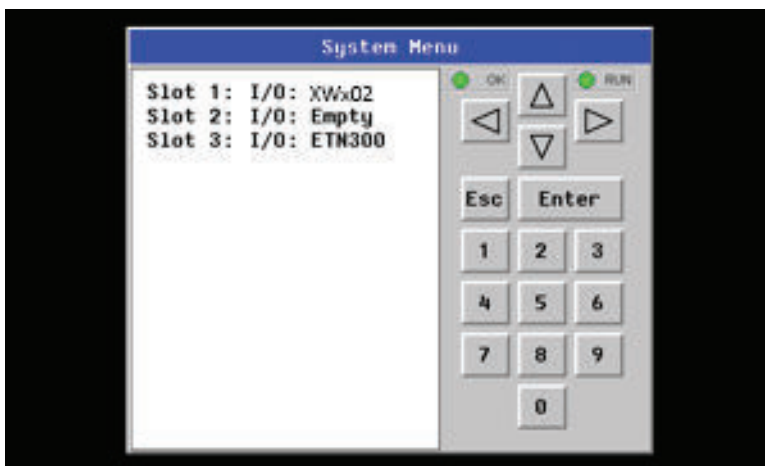 System Menu
Slot 1: I/O: XWx02
Slot 2: I/O: Empty
Slot 3: I/O: ETN300
OK
RUN
Esc
Enter
1 2 3
4 5 6
7 8 9
0